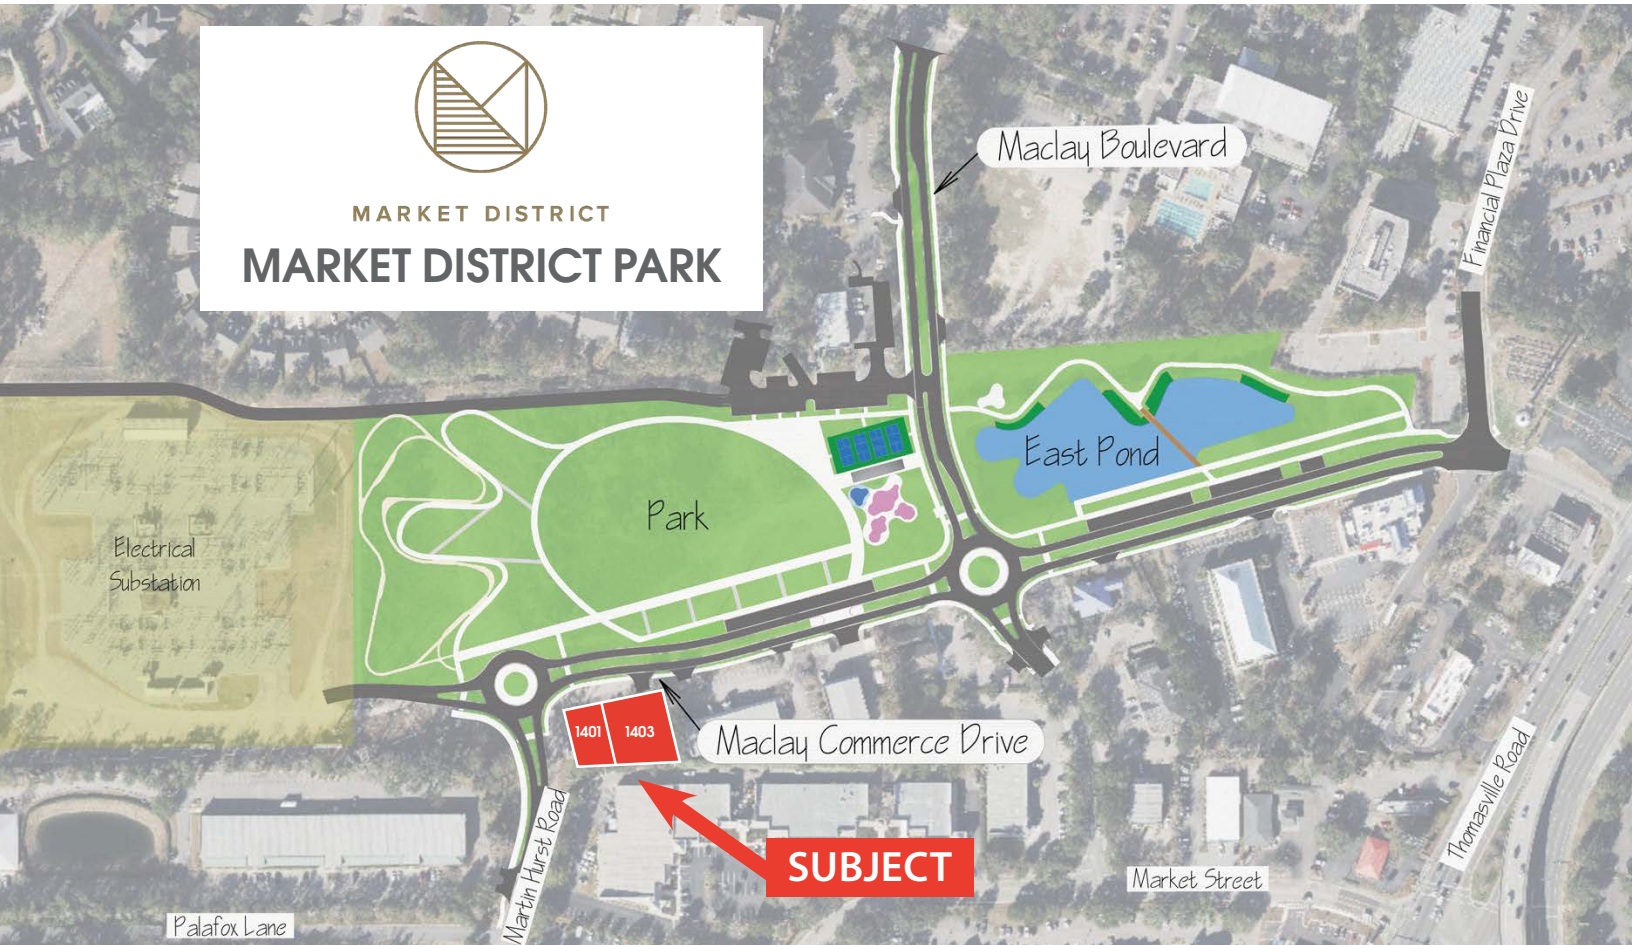 MARKET DISTRICT
MARKET DISTRICT PARK
Maclay Boulevard
Financial Plaza Drive
East Pond
Park
Electrical
Substation
1401
1403
Maclay Commerce Drive
Thomasville Road
Martin Hurst Road
SUBJECT
Market Street
Palafox Lane